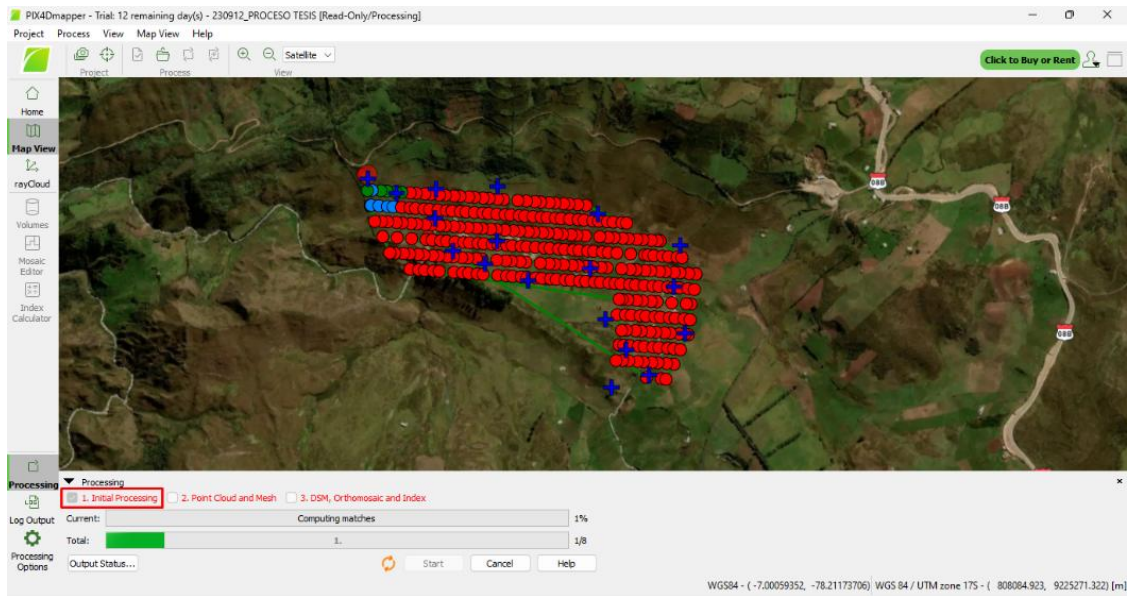 PIX4Dmapper - Trial: 12 remaining day(s) - 230912_PROCESO TESIS [Read-Only/Processing]
Project Process View Map View Help
Satellite
Project Process View
Click to Buy or Rent
Home
Map View
rayCloud
Volumes
Mosaic
Editor
Index
Calculator
08B
08B
08B
Processing
Log Output
Processing
Options
Processing
1. Initial Processing 2. Point Cloud and Mesh 3. DSM, Orthomosaic and Index
Current: Computing matches 1%
Total: 1. 1/8
Output Status... Start Cancel Help
WGS84 - ( -7.00059352, -78.21173706) WGS 84 / UTM zone 17S - ( 808084.923, 9225271.322) [m]